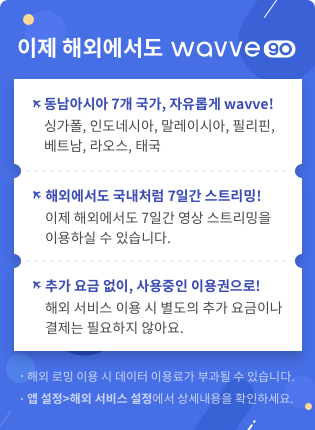 이제 해외에서도 wavve go
동남아시아 7개 국가, 자유롭게 wavve!
싱가폴, 인도네시아, 말레이시아, 필리핀,
베트남, 라오스, 태국
해외에서도 국내처럼 7일간 스트리밍!
이제 해외에서도 7일간 영상 스트리밍을
이용하실 수 있습니다.
추가 요금 없이, 사용중인 이용권으로!
해외 서비스 이용 시 별도의 추가 요금이나
결제는 필요하지 않아요.
· 해외 로밍 이용 시 데이터 이용료가 부과될 수 있습니다.
· 앱 설정>해외 서비스 설정에서 상세내용을 확인하세요.